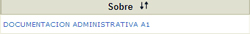 Sobre
DOCUMENTACION ADMINISTRATIVA A1